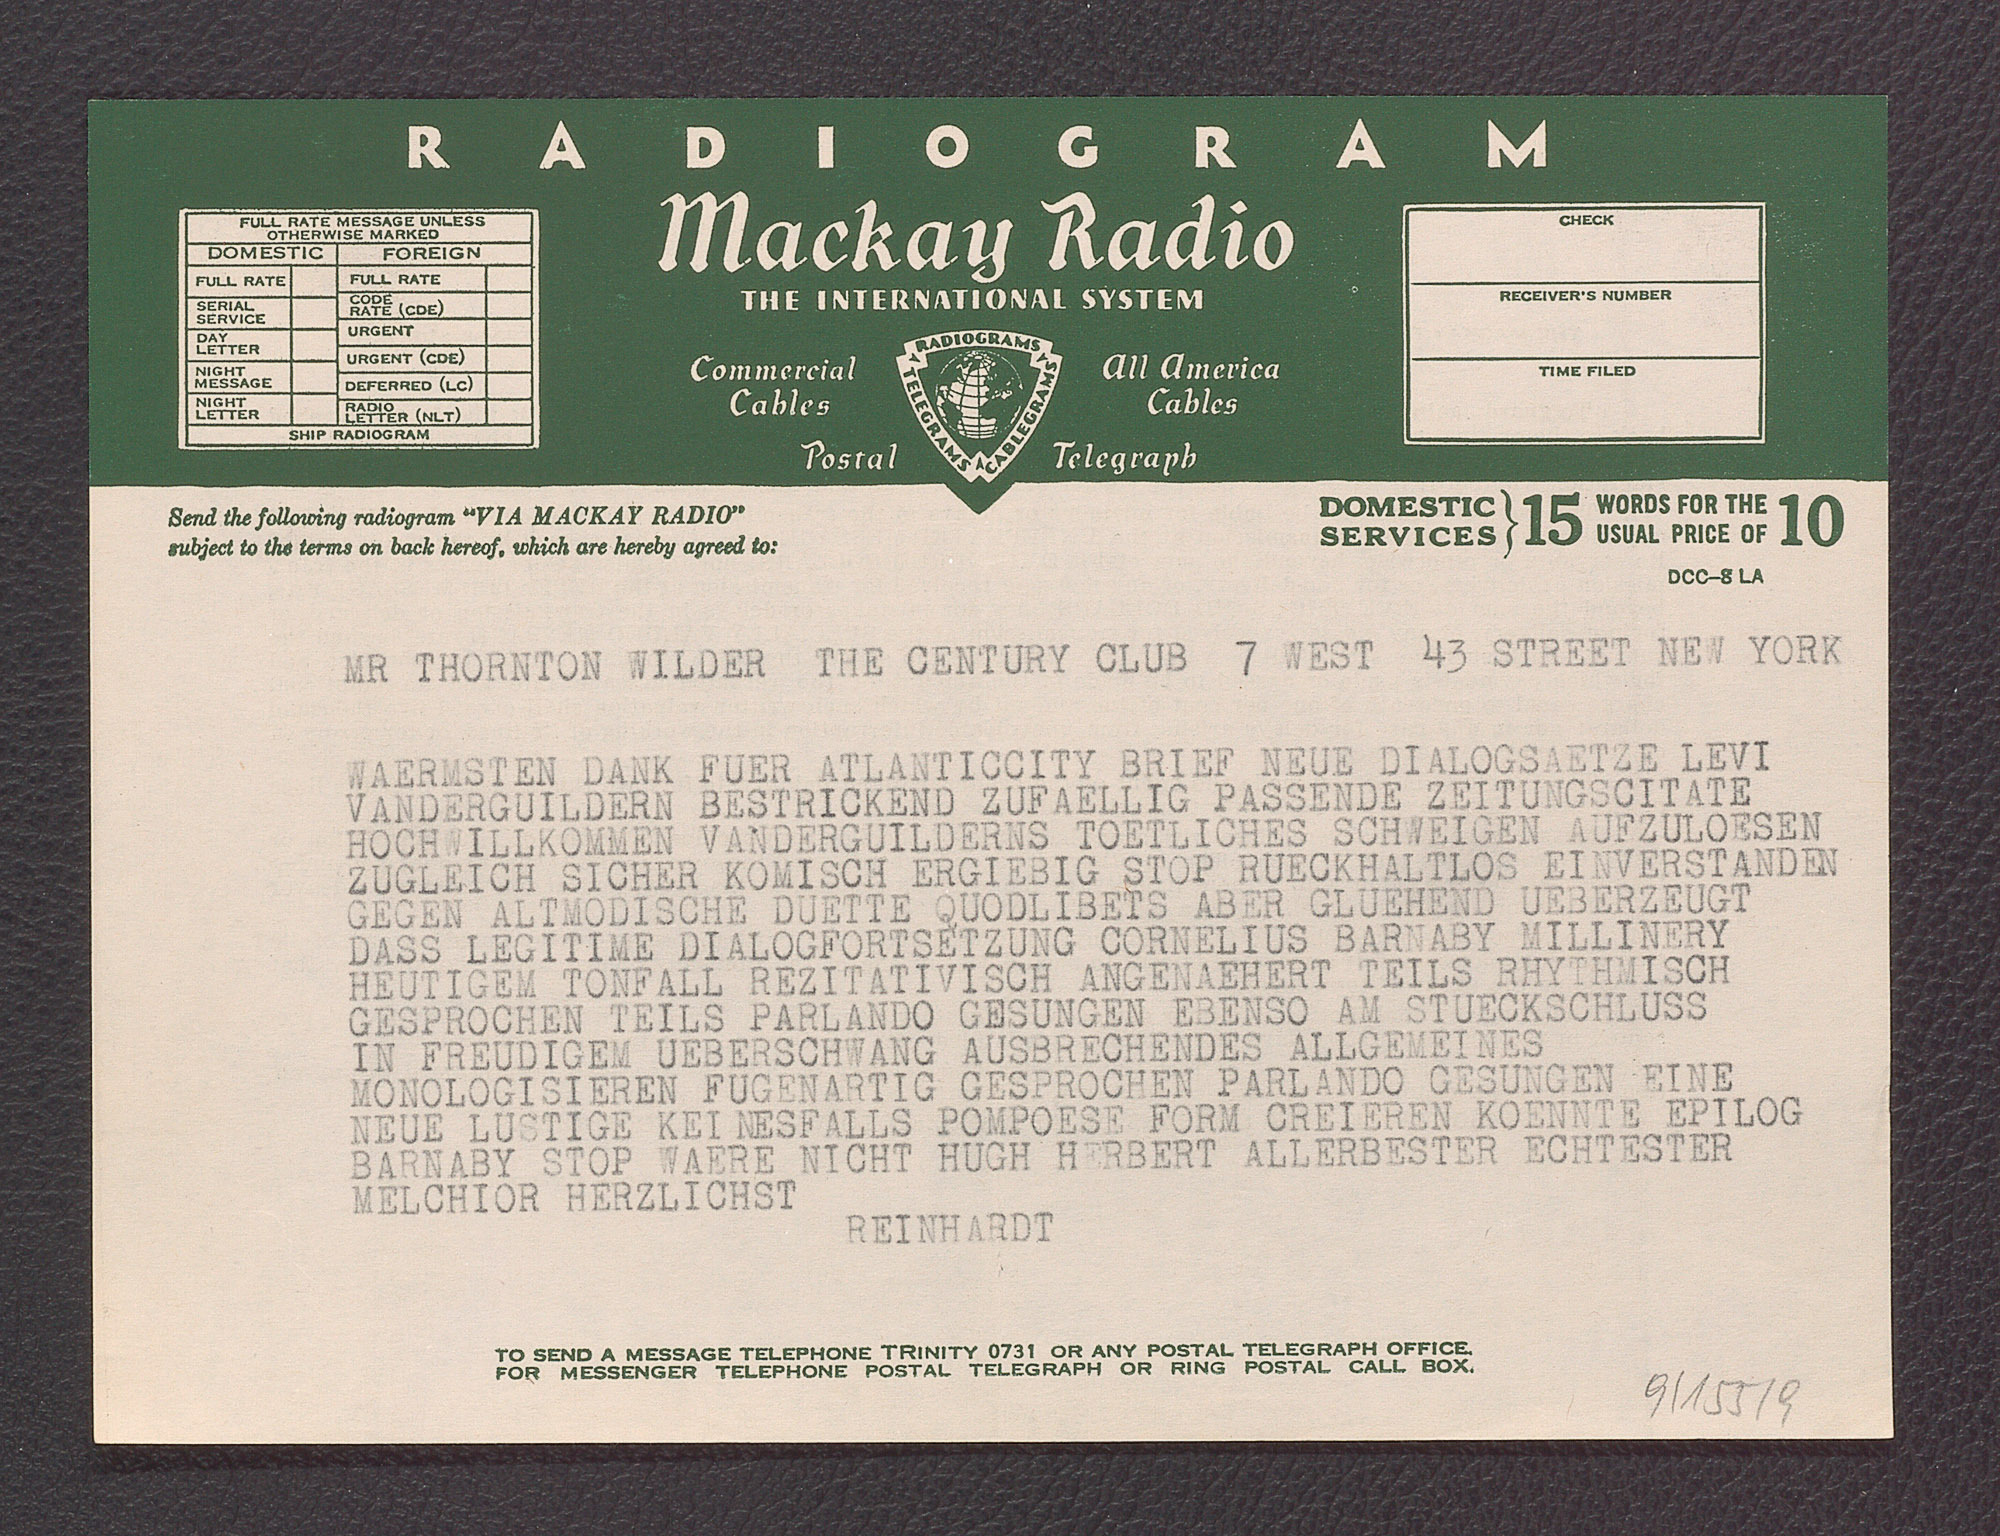 RADIOGRAM
Mackay Radio
THE INTERNATIONAL SYSTEM
FULL RATE MESSAGE UNLESS
OTHERWISE MARKED
DOMESTIC FOREIGN
FULL RATE FULL RATE
SERIAL SERVICE CODE RATE (CDE)
URGENT
DAY LETTER URGENT (CDE)
NIGHT MESSAGE DEFERRED (LC)
NIGHT LETTER RADIO LETTER (NLT)
SHIP RADIOGRAM
Commercial Cables
All America Cables
Postal Telegraph
RADIOGRAMS
TELEGRAMS
CABLEGRAMS
CHECK
RECEIVER'S NUMBER
TIME FILED
Send the following radiogram "VIA MACKAY RADIO"
subject to the terms on back hereof, which are hereby agreed to:
DOMESTIC SERVICES } 15 WORDS FOR THE USUAL PRICE OF 10
DCC-8 LA
MR THORNTON WILDER THE CENTURY CLUB 7 WEST 43 STREET NEW YORK
WAERMSTEN DANK FUER ATLANTICCITY BRIEF NEUE DIALOGSAETZE LEVI
VANDERGUILDERN BESTRICKEND ZUFAELLIG PASSENDE ZEITUNGSCITATE
HOCHWILLKOMMEN VANDERGUILDERNS TOETLICHES SCHWEIGEN AUFZULOESEN
ZUGLEICH SICHER KOMISCH ERGIEBIG STOP RUECKHALTLOS EINVERSTANDEN
GEGEN ALTMODISCHE DUETTE QUODLIBETS ABER GLUEHEND UEBERZEUGT
DASS LEGITIME DIALOGFORTSETZUNG CORNELIUS BARNABY MILLINERY
HEUTIGEM TONFALL REZITATIVISCH ANGENAEHERT TEILS RHYTHMISCH
GESPROCHEN TEILS PARLANDO GESUNGEN EBENSO AM STUECKSCHLUSS
IN FREUDIGEM UEBERSCHWANG AUSBRECHENDES ALLGEMEINES
MONOLOGISIEREN FUGENARTIG GESPROCHEN PARLANDO GESUNGEN EINE
NEUE LUSTIGE KEINESFALLS POMPOESE FORM CREIEREN KOENNTE EPILOG
BARNABY STOP WAERE NICHT HUGH HERBERT ALLERBESTER ECHTESTER
MELCHIOR HERZLICHST
REINHARDT
TO SEND A MESSAGE TELEPHONE TRINITY 0731 OR ANY POSTAL TELEGRAPH OFFICE.
FOR MESSENGER TELEPHONE POSTAL TELEGRAPH OR RING POSTAL CALL BOX.
9/155/9